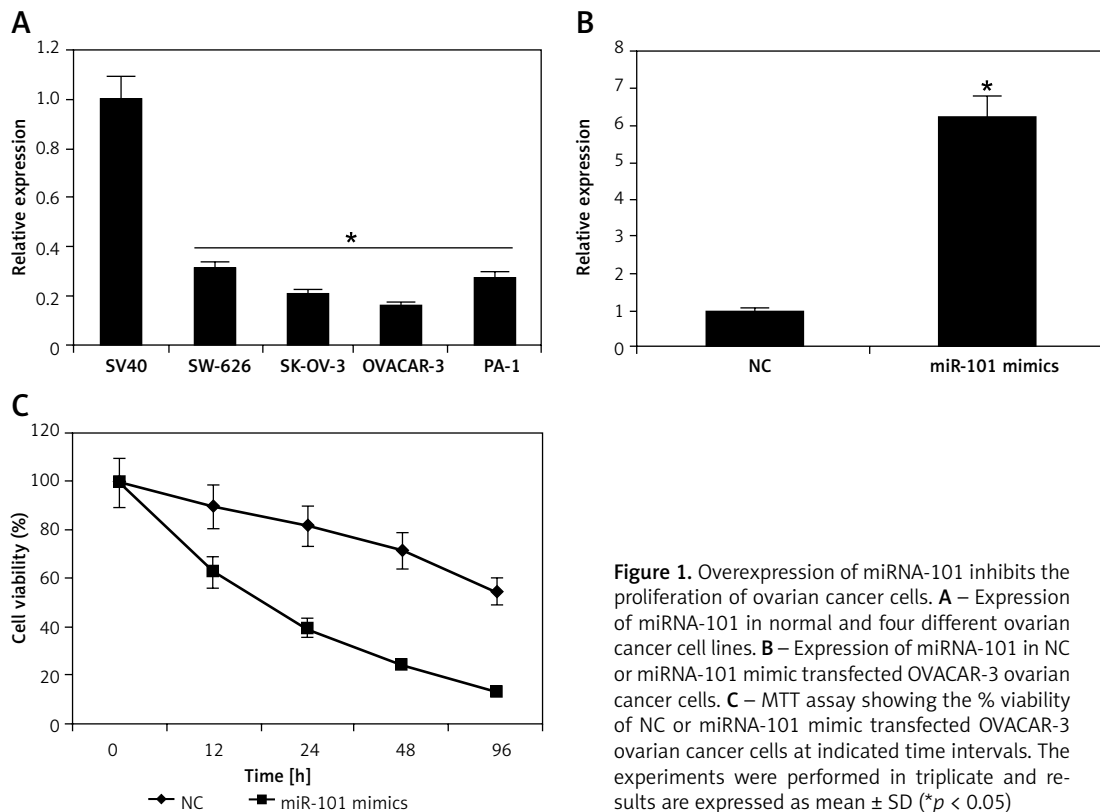 A
1.2
1.0
0.8
0.6
0.4
0.2
0
Relative expression
*
SV40 SW-626 SK-OV-3 OVACAR-3 PA-1
B
8
7
6
5
4
3
2
1
0
Relative expression
*
NC miR-101 mimics
C
120
100
80
60
40
20
0
Cell viability (%)
0 12 24 48 96
Time [h]
NC miR-101 mimics
Figure 1. Overexpression of miRNA-101 inhibits the
proliferation of ovarian cancer cells. A – Expression
of miRNA-101 in normal and four different ovarian
cancer cell lines. B – Expression of miRNA-101 in NC
or miRNA-101 mimic transfected OVACAR-3 ovarian
cancer cells. C – MTT assay showing the % viability
of NC or miRNA-101 mimic transfected OVACAR-3
ovarian cancer cells at indicated time intervals. The
experiments were performed in triplicate and re-
sults are expressed as mean ± SD (*p < 0.05)